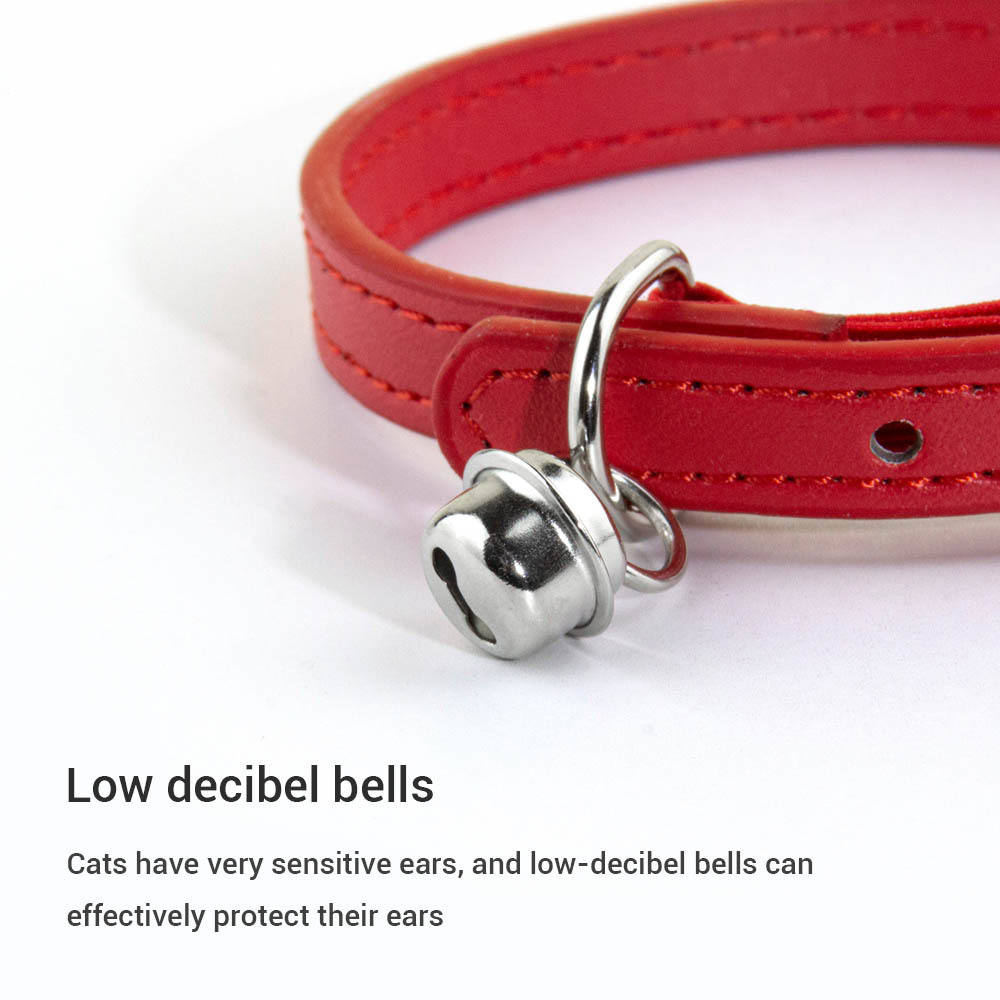 Low decibel bells
Cats have very sensitive ears, and low-decibel bells can
effectively protect their ears